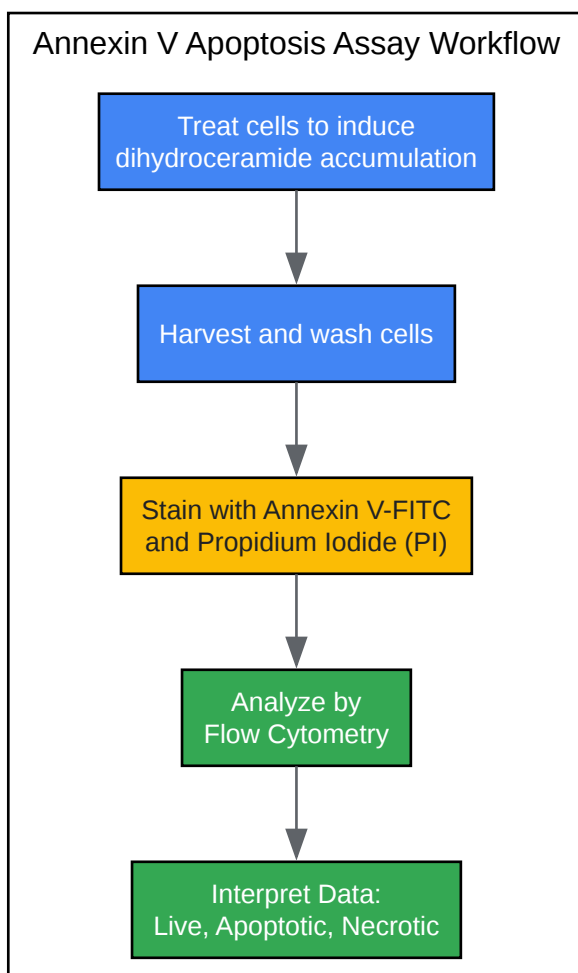 Annexin V Apoptosis Assay Workflow
Treat cells to induce
dihydroceramide accumulation
Harvest and wash cells
Stain with Annexin V-FITC
and Propidium Iodide (PI)
Analyze by
Flow Cytometry
Interpret Data:
Live, Apoptotic, Necrotic